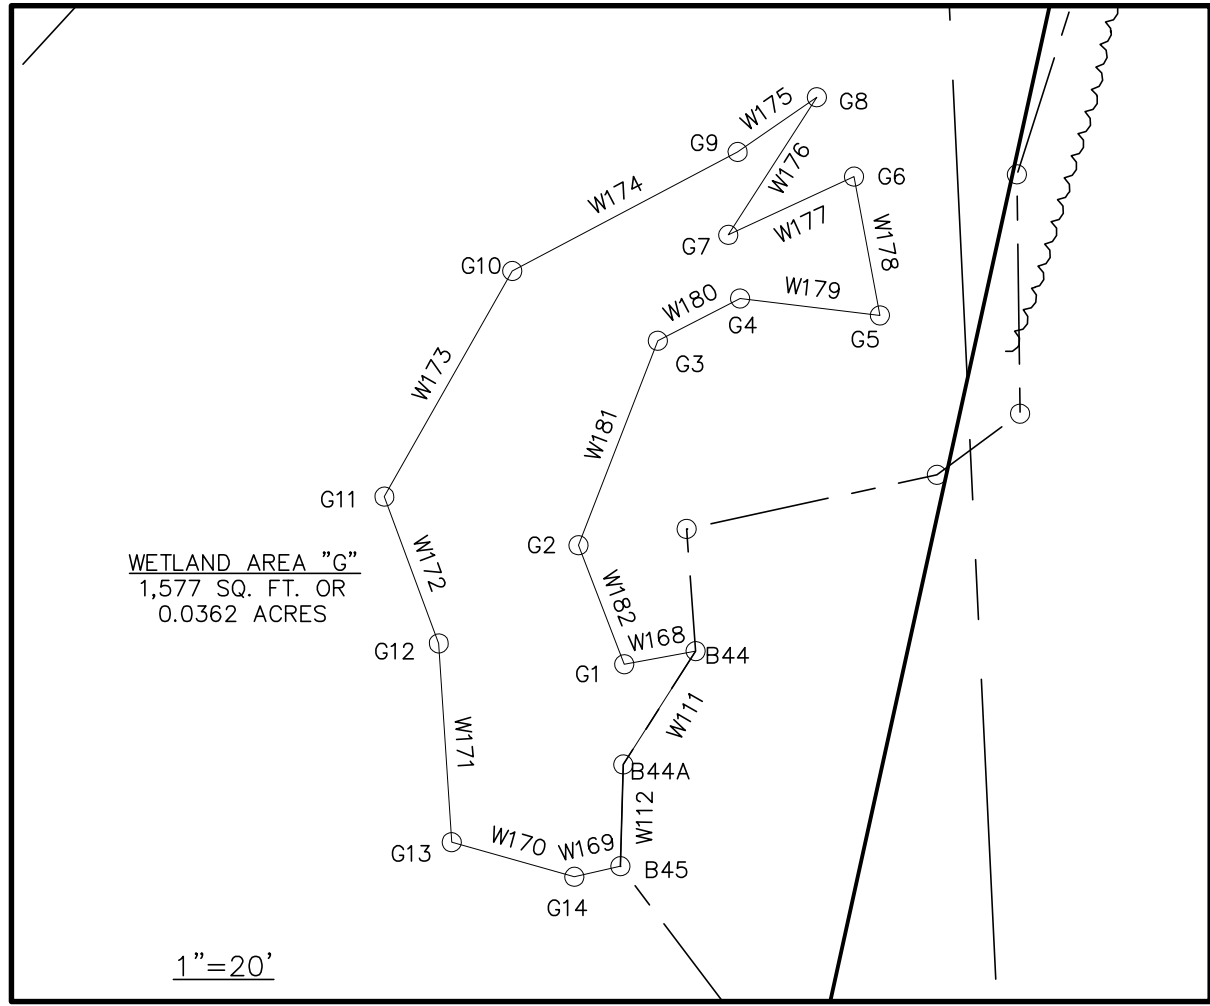 W175
G8
G9
W176
G6
W174
W177
W178
G7
G10
W180
W179
G4
G5
G3
W173
W181
G11
G2
W172
WETLAND AREA "G"
1,577 SQ. FT. OR
0.0362 ACRES
W182
W168
G12
B44
G1
W111
W171
B44A
W112
W170
W169
G13
B45
G14
1"=20'